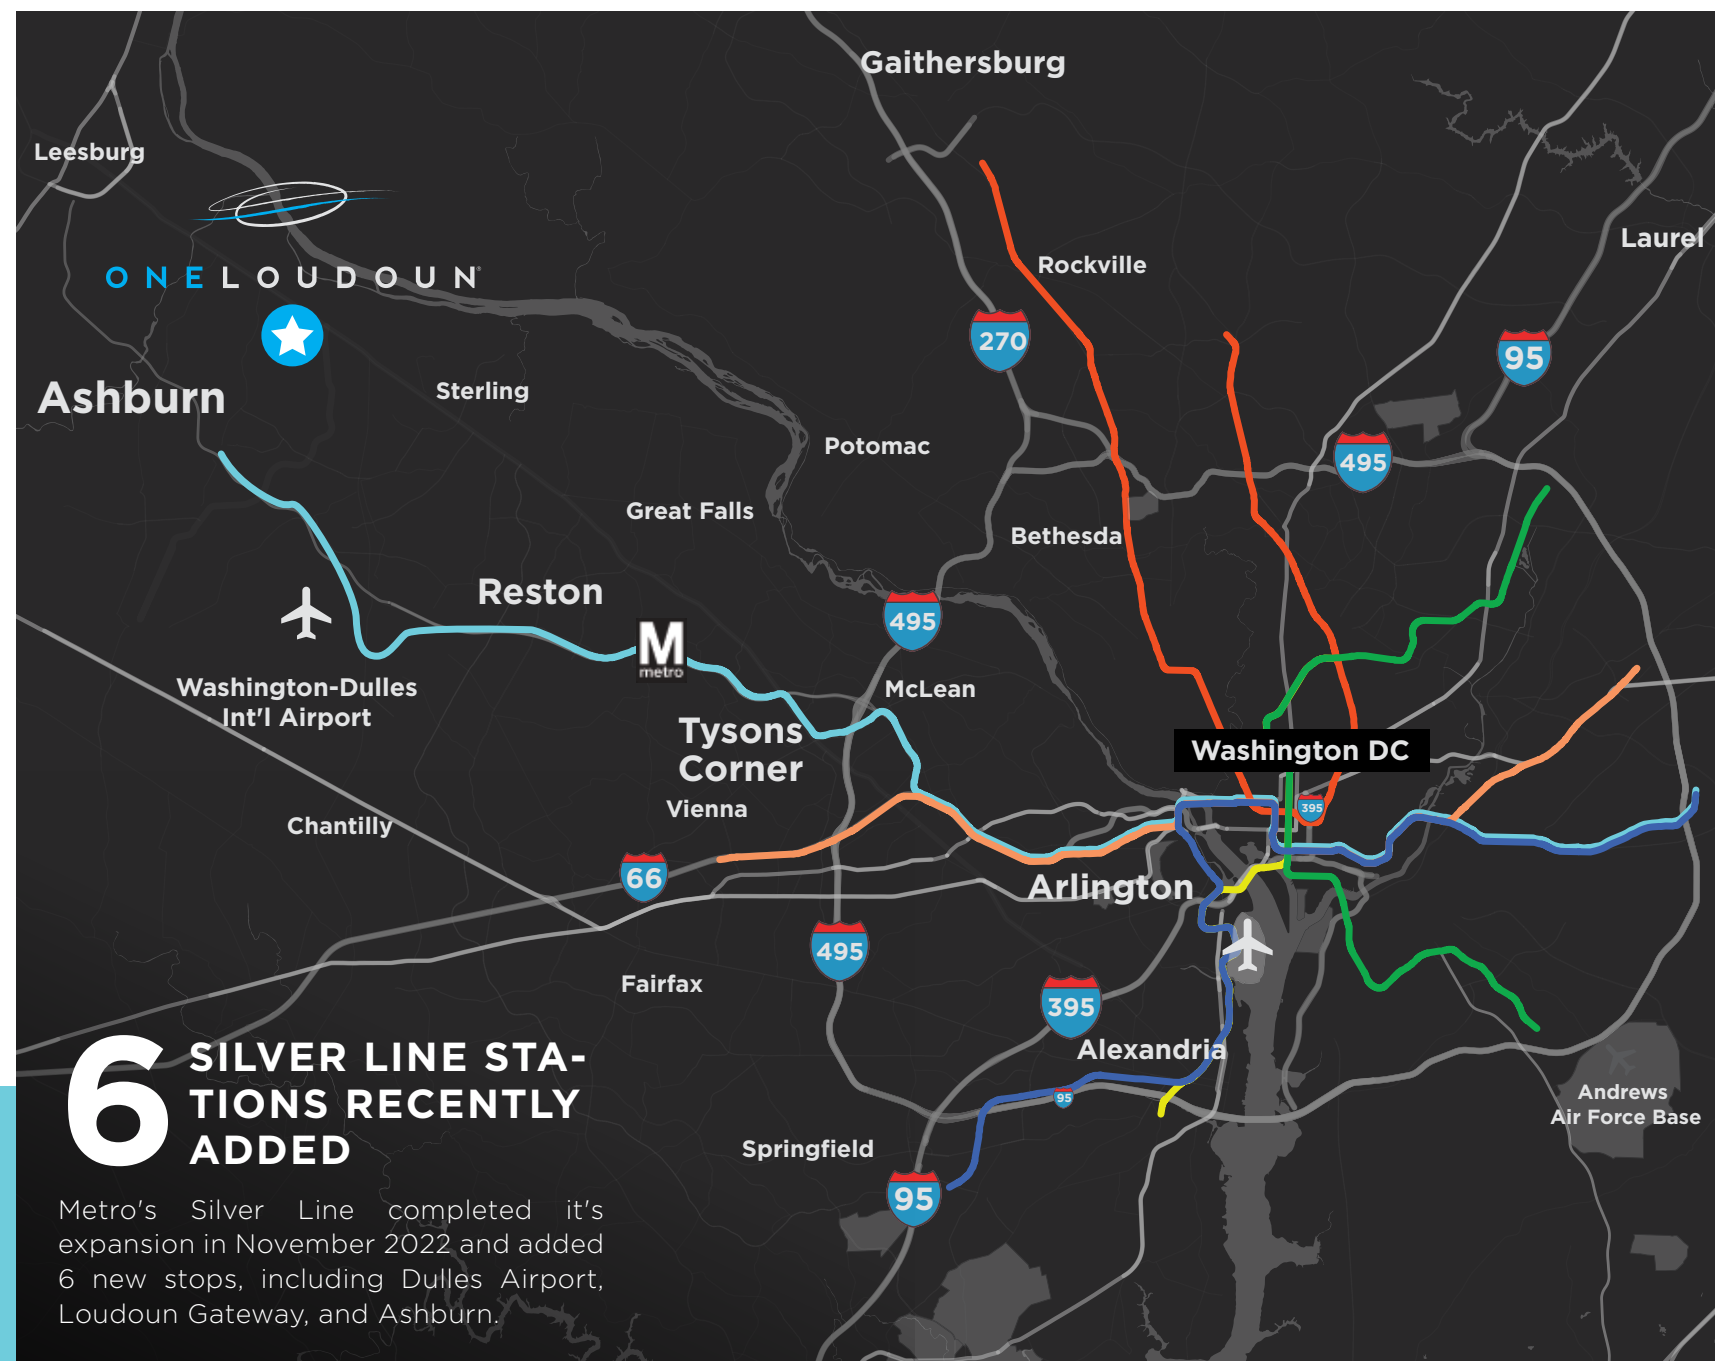 Gaithersburg
Leesburg
Laurel
Rockville
ONELOUDOUN®
270
95
Ashburn
Sterling
Potomac
495
Great Falls
Bethesda
Reston
495
M
metro
Washington-Dulles
Int'l Airport
McLean
Tysons
Corner
Washington DC
Vienna
395
Chantilly
66
Arlington
495
Fairfax
395
Alexandria
95
Andrews
Air Force Base
Springfield
95
6
SILVER LINE STA-
TIONS RECENTLY
ADDED
Metro's Silver Line completed it's
expansion in November 2022 and added
6 new stops, including Dulles Airport,
Loudoun Gateway, and Ashburn.